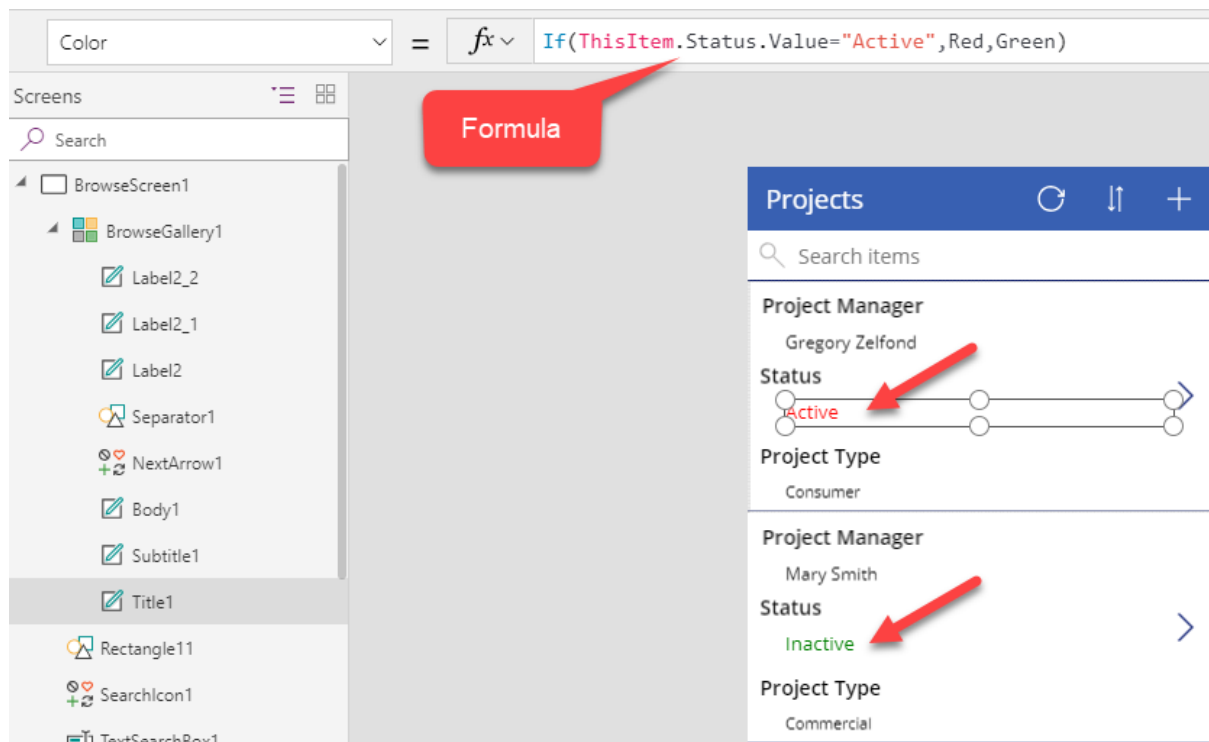 Color = fx If(ThisItem.Status.Value="Active",Red,Green)
Screens
Search
Formula
BrowseScreen1
BrowseGallery1
Label2_2
Label2_1
Label2
Separator1
NextArrow1
Body1
Subtitle1
Title1
Rectangle11
SearchIcon1
TextSearchBox1
Projects
Search items
Project Manager
Gregory Zelfond
Status
Active
Project Type
Consumer
Project Manager
Mary Smith
Status
Inactive
Project Type
Commercial